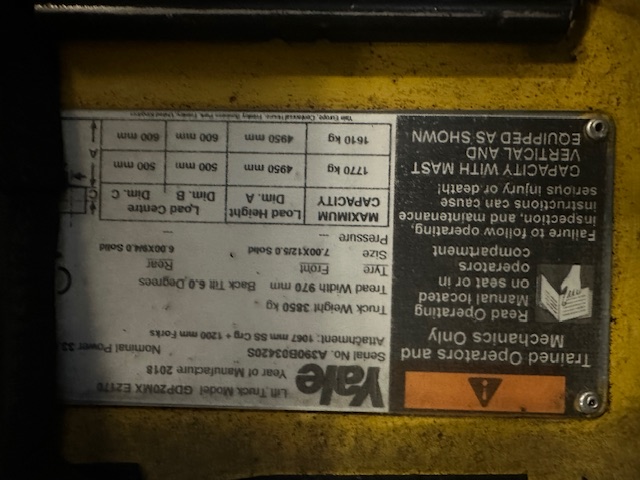 Trained Operators and
Mechanics Only
Read Operating
Manual located
on seat or in
operators
compartment
Failure to follow operating,
inspection and maintenance
instructions can cause
serious injury or death!
CAPACITY WITH MAST
VERTICAL AND
EQUIPPED AS SHOWN
Yale
Lift Truck Model GDP20MX E2170
Year of Manufacture 2018
Serial No. A390B03420S
Nominal Power 33
Attachment: 1067 mm SS Crg + 1200 mm Forks
Truck Weight 3850 kg
Tread Width 970 mm Back Tilt 6.0 Degrees
Tyre Front Rear
Size 7.00X12/5.0 Solid 6.00X9/4.0 Solid
Pressure — —
MAXIMUM CAPACITY Load Height Dim. A Load Centre Dim. B Dim. C
1770 kg 4950 mm 500 mm 500 mm
1610 kg 4950 mm 600 mm 600 mm
A
C